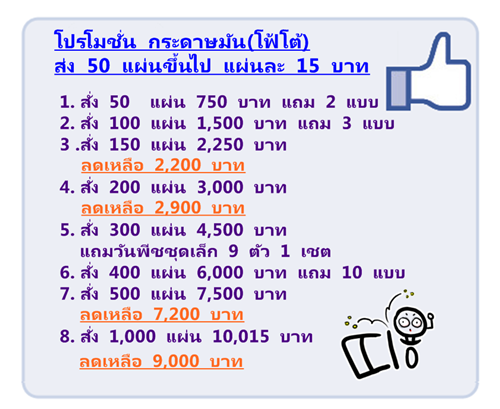 โปรโมชั่น กระดาษมัน(โฟ้โต้)
ส่ง 50 แผ่นขึ้นไป แผ่นละ 15 บาท
1. สั่ง 50 แผ่น 750 บาท แถม 2 แบบ
2. สั่ง 100 แผ่น 1,500 บาท แถม 3 แบบ
3 .สั่ง 150 แผ่น 2,250 บาท
ลดเหลือ 2,200 บาท
4. สั่ง 200 แผ่น 3,000 บาท
ลดเหลือ 2,900 บาท
5. สั่ง 300 แผ่น 4,500 บาท
แถมวันพีชชุดเล็ก 9 ตัว 1 เซต
6. สั่ง 400 แผ่น 6,000 บาท แถม 10 แบบ
7. สั่ง 500 แผ่น 7,500 บาท
ลดเหลือ 7,200 บาท
8. สั่ง 1,000 แผ่น 10,015 บาท
ลดเหลือ 9,000 บาท